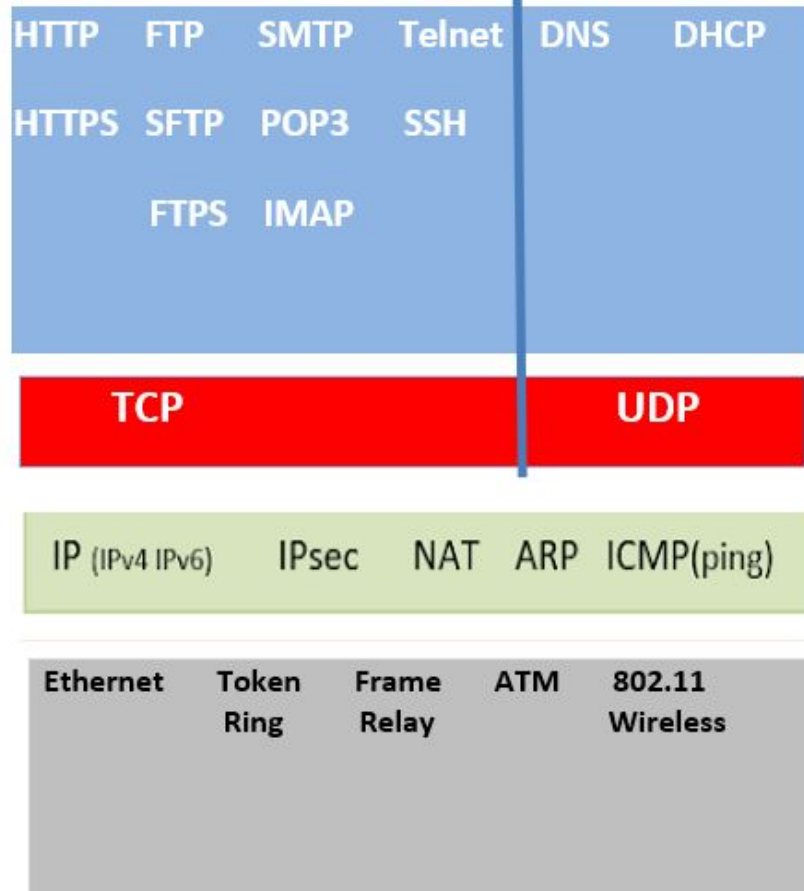 HTTP FTP SMTP Telnet DNS DHCP
HTTPS SFTP POP3 SSH
FTPS IMAP
TCP UDP
IP (IPv4 IPv6) IPsec NAT ARP ICMP(ping)
Ethernet Token Frame ATM 802.11
Ring Relay Wireless